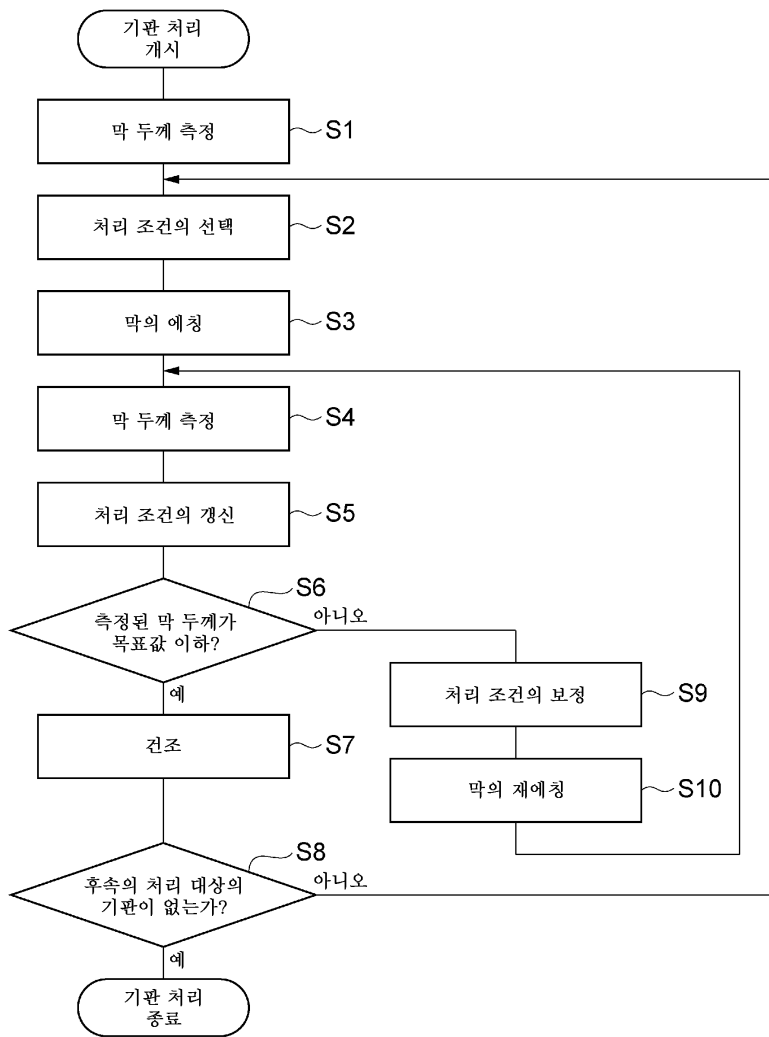 기판 처리
개시
막 두께 측정
S1
처리 조건의 선택
S2
막의 에칭
S3
막 두께 측정
S4
처리 조건의 갱신
S5
S6
측정된 막 두께가
목표값 이하?
아니오
예
처리 조건의 보정
S9
건조
S7
막의 재에칭
S10
S8
후속의 처리 대상의
기판이 없는가?
아니오
예
기판 처리
종료